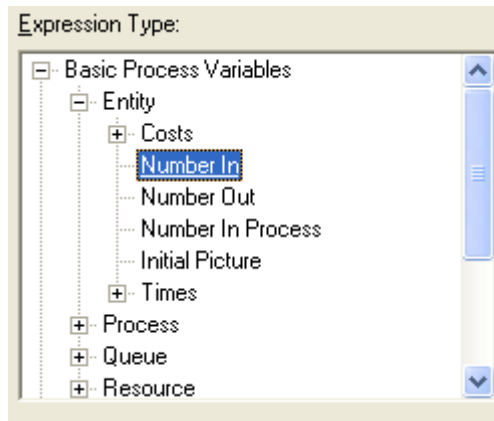 Expression Type:
Basic Process Variables
Entity
Costs
Number In
Number Out
Number In Process
Initial Picture
Times
Process
Queue
Resource